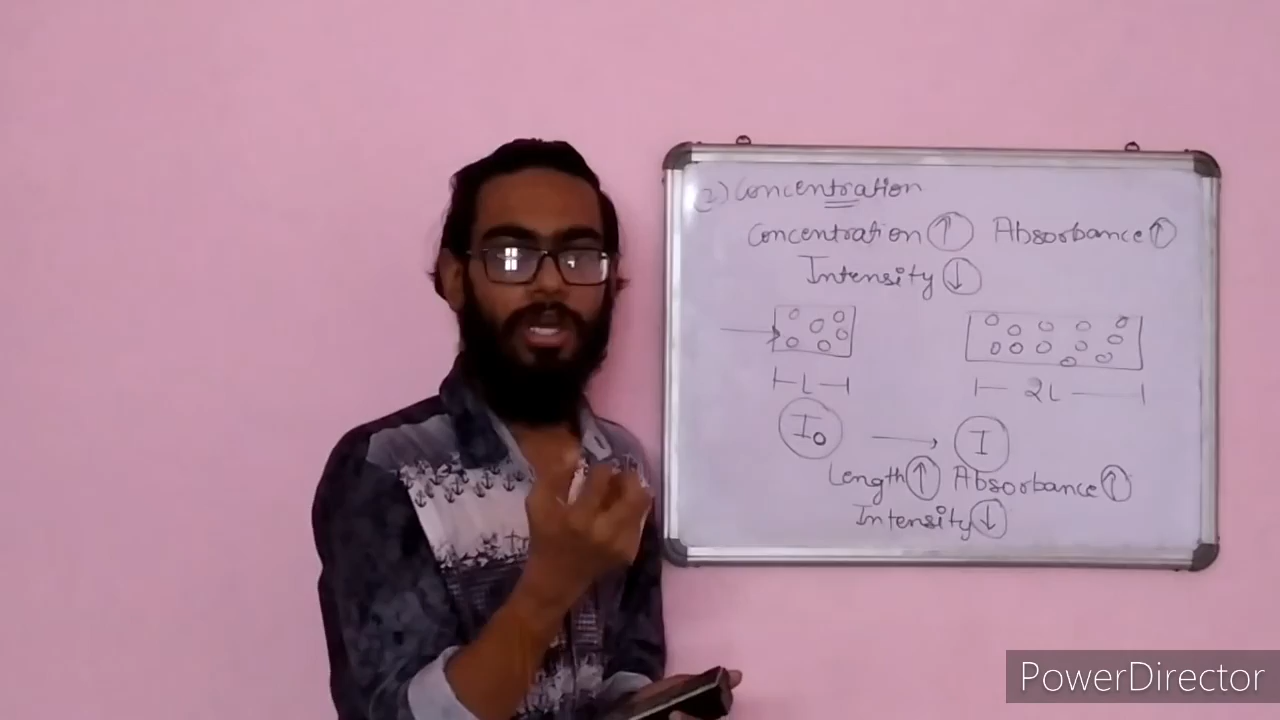 2) Concentration
Concentration ↑ Absorbance ↑
Intensity ↓
L
2L
I₀ → I
Length ↑ Absorbance ↑
Intensity ↓
PowerDirector